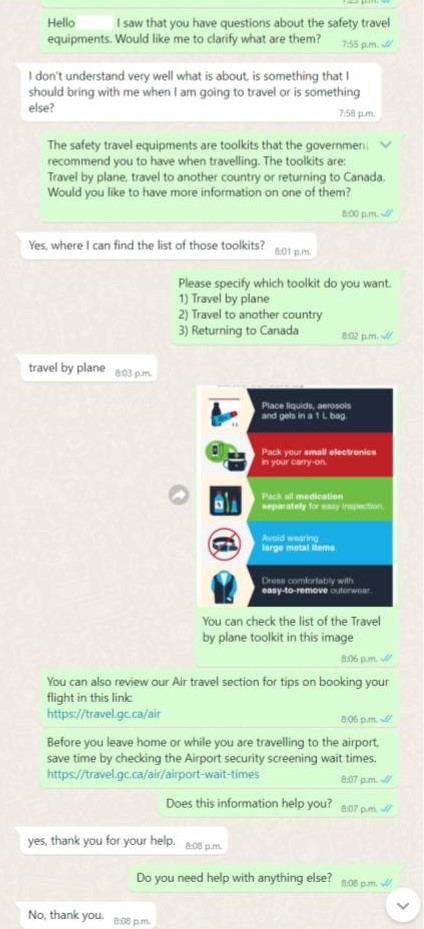 Hello I saw that you have questions about the safety travel
equipments. Would like me to clarify what are them?
7:55 p.m.
I don't understand very well what is about, is something that I
should bring with me when I am going to travel or is something
else?
7:58 p.m.
The safety travel equipments are toolkits that the government
recommend you to have when travelling. The toolkits are:
Travel by plane, travel to another country or returning to Canada.
Would you like to have more information on one of them?
8:00 p.m.
Yes, where I can find the list of those toolkits?
8:01 p.m.
Please specify which toolkit do you want.
1) Travel by plane
2) Travel to another country
3) Returning to Canada
8:02 p.m.
travel by plane
8:03 p.m.
Place liquids, aerosols
and gels in a 1 L bag.
Pack your small electronics
in your carry-on.
Pack all medication
separately for easy inspection.
Avoid wearing
large metal items.
Dress comfortably with
easy-to-remove outerwear.
You can check the list of the Travel
by plane toolkit in this image
8:06 p.m.
You can also review our Air travel section for tips on booking your
flight in this link:
https://travel.gc.ca/air
8:06 p.m.
Before you leave home or while you are travelling to the airport,
save time by checking the Airport security screening wait times.
https://travel.gc.ca/air/airport-wait-times
8:07 p.m.
Does this information help you?
8:07 p.m.
yes, thank you for your help.
8:08 p.m.
Do you need help with anything else?
8:08 p.m.
No, thank you.
8:08 p.m.